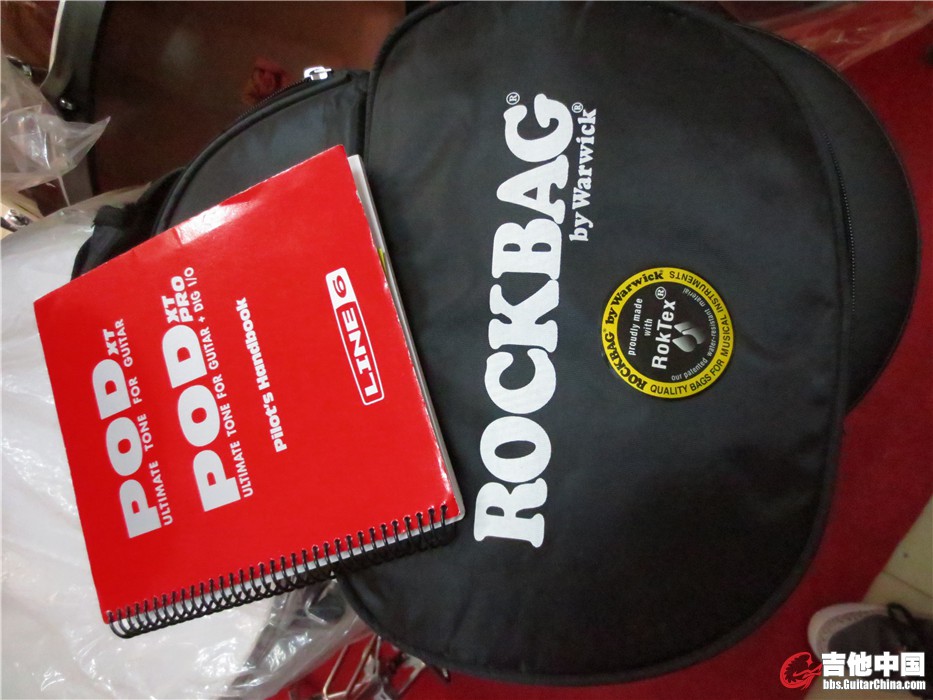 POD XT
ULTIMATE TONE FOR GUITAR
POD XT PRO
ULTIMATE TONE FOR GUITAR + DIG I/O
Pilot's Handbook
LINE 6
ROCKBAG®
by Warwick®
ROCKBAG® by Warwick
proudly made
with
RokTex®
our patented water-resistant material
QUALITY BAGS FOR MUSICAL INSTRUMENTS
吉他中国
bbs.GuitarChina.com